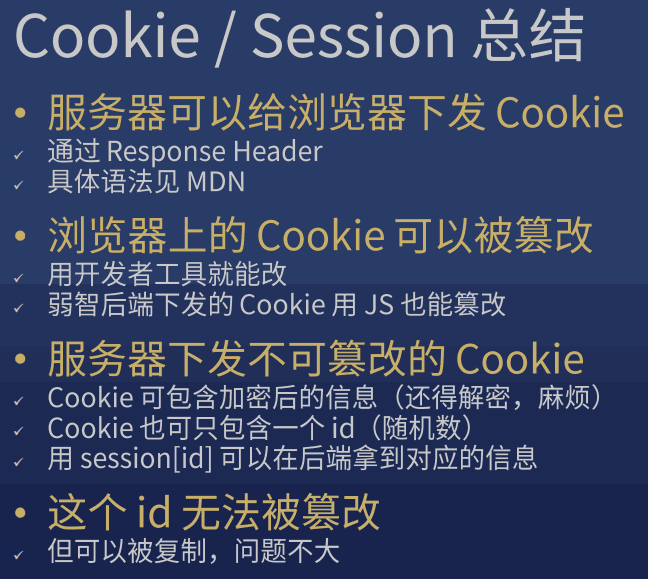 Cookie / Session 总结
• 服务器可以给浏览器下发 Cookie
✓ 通过 Response Header
✓ 具体语法见 MDN
• 浏览器上的 Cookie 可以被篡改
✓ 用开发者工具就能改
✓ 弱智后端下发的 Cookie 用 JS 也能篡改
• 服务器下发不可篡改的 Cookie
✓ Cookie 可包含加密后的信息（还得解密，麻烦）
✓ Cookie 也可只包含一个 id（随机数）
✓ 用 session[id] 可以在后端拿到对应的信息
• 这个 id 无法被篡改
✓ 但可以被复制，问题不大